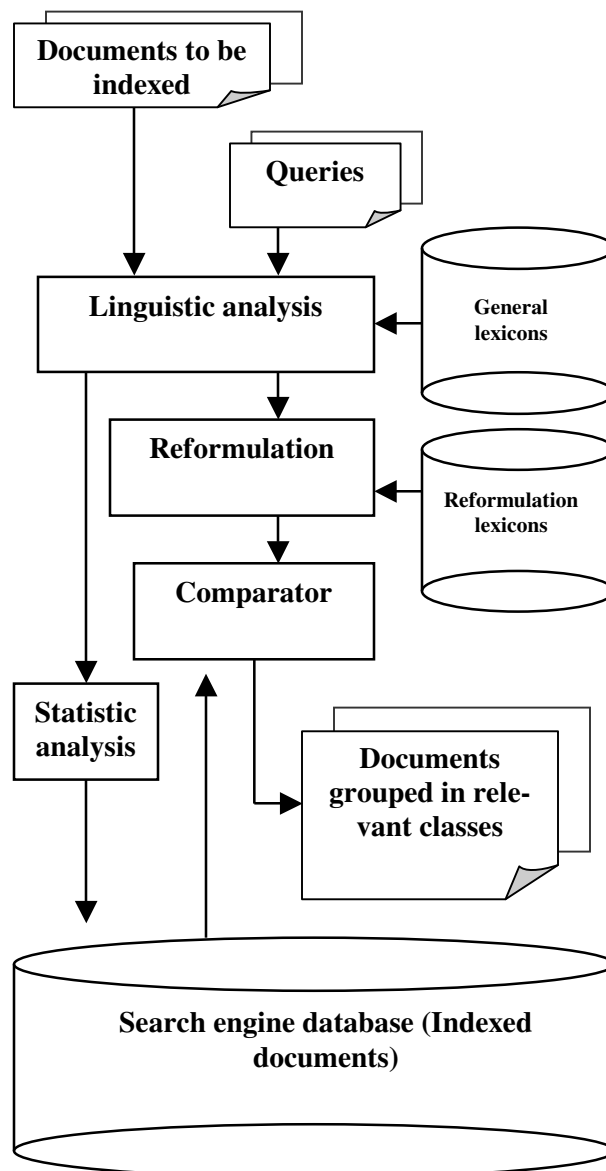 Documents to be
indexed
Queries
Linguistic analysis
General
lexicons
Reformulation
Reformulation
lexicons
Comparator
Statistic
analysis
Documents
grouped in rele-
vant classes
Search engine database (Indexed
documents)